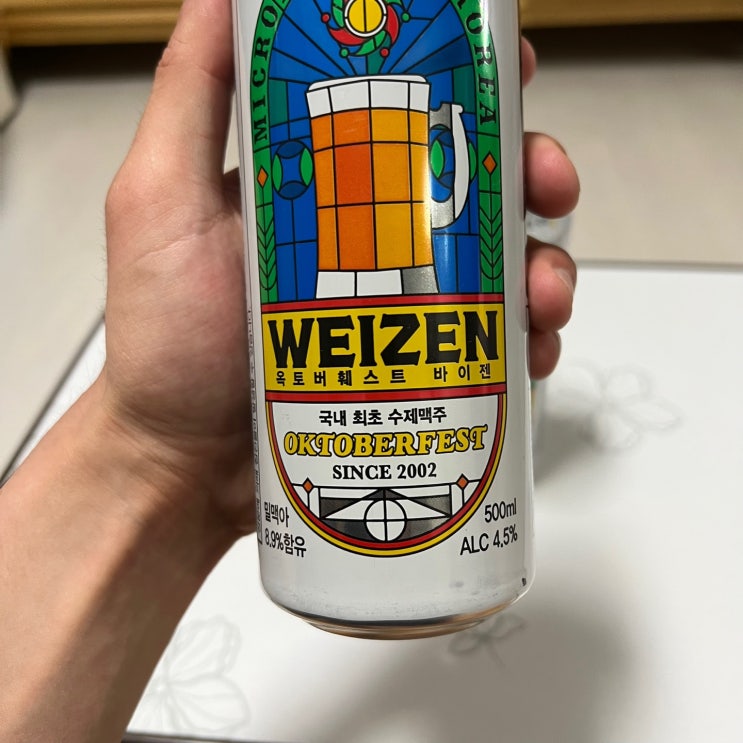 MICRO
KOREA
WEIZEN
옥토버훼스트 바이젠
국내 최초 수제맥주
OKTOBERFEST
SINCE 2002
밀맥아
8.9%함유
500ml
ALC 4.5%